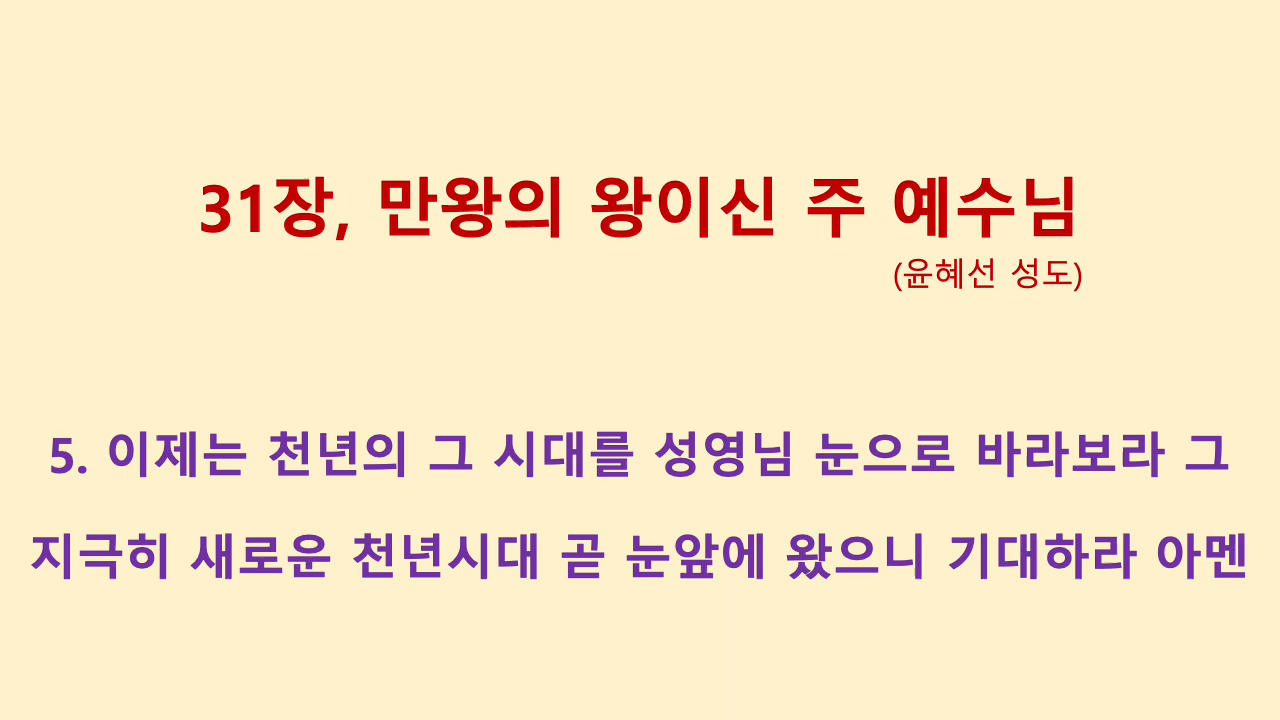 31장, 만왕의 왕이신 주 예수님
(윤혜선 성도)
5. 이제는 천년의 그 시대를 성영님 눈으로 바라보라 그
지극히 새로운 천년시대 곧 눈앞에 왔으니 기대하라 아멘